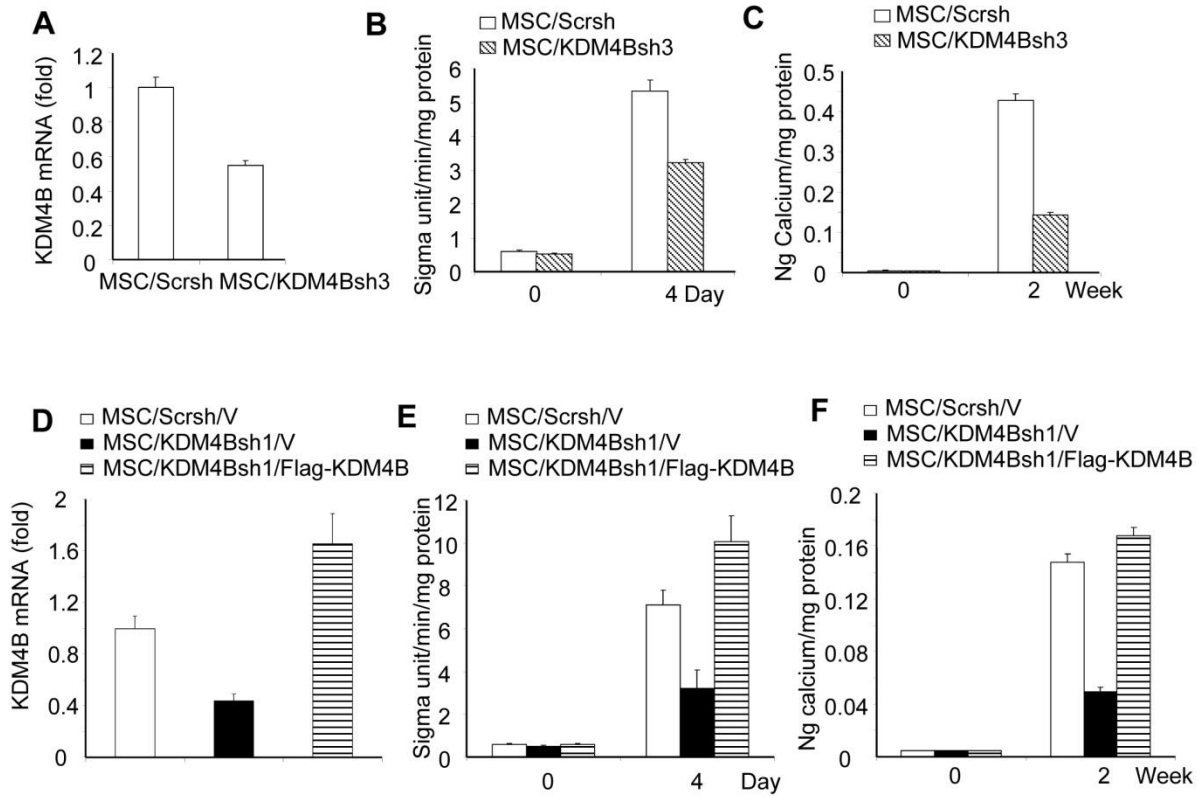 A
KDM4B mRNA (fold)
1.2
1
0.8
0.6
0.4
0.2
0
MSC/Scrsh MSC/KDM4Bsh3
B
MSC/Scrsh
MSC/KDM4Bsh3
Sigma unit/min/mg protein
6
5
4
3
2
1
0
0 4 Day
C
MSC/Scrsh
MSC/KDM4Bsh3
Ng Calcium/mg protein
0.5
0.4
0.3
0.2
0.1
0
0 2 Week
D
MSC/Scrsh/V
MSC/KDM4Bsh1/V
MSC/KDM4Bsh1/Flag-KDM4B
KDM4B mRNA (fold)
2
1.6
1.2
0.8
0.4
0
E
MSC/Scrsh/V
MSC/KDM4Bsh1/V
MSC/KDM4Bsh1/Flag-KDM4B
Sigma unit/min/mg protein
12
10
8
6
4
2
0
0 4 Day
F
MSC/Scrsh/V
MSC/KDM4Bsh1/V
MSC/KDM4Bsh1/Flag-KDM4B
Ng calcium/mg protein
0.2
0.16
0.12
0.08
0.04
0
0 2 Week